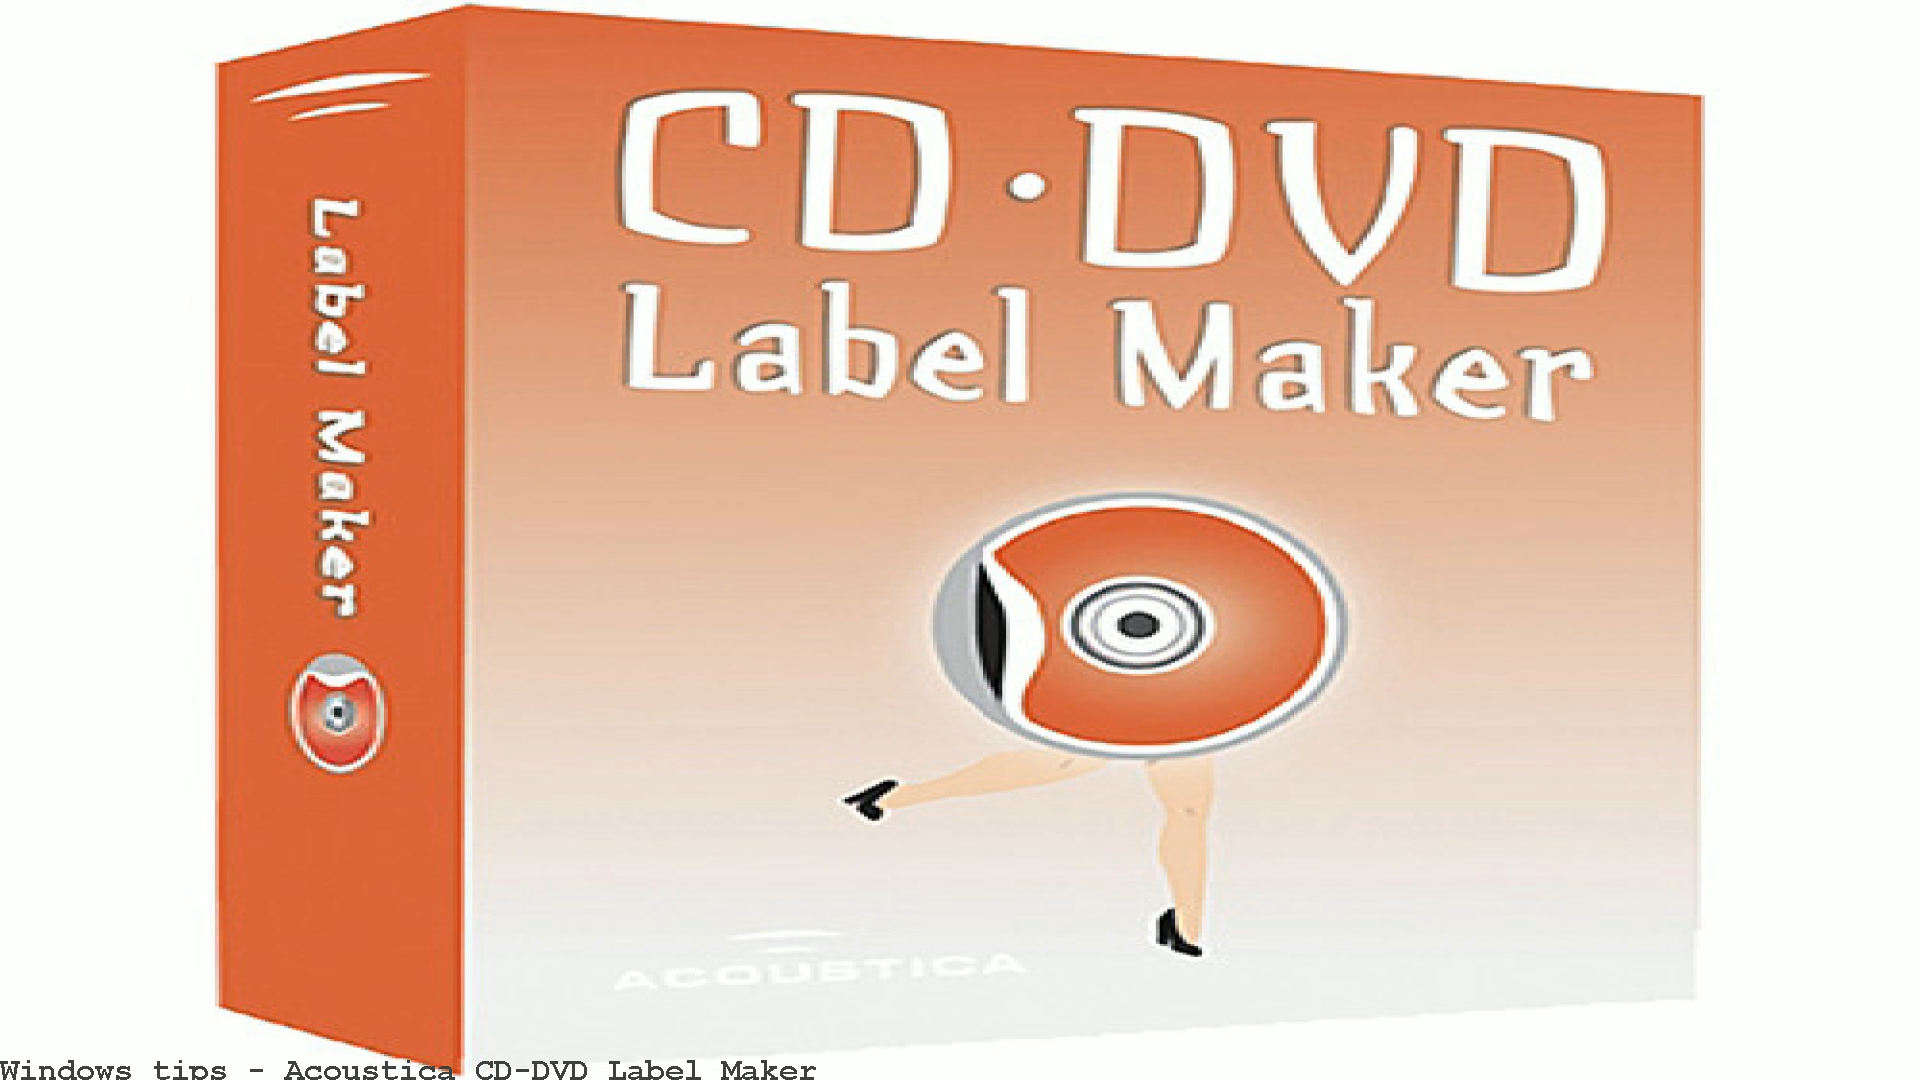 CD·DVD
Label Maker
Label Maker
ACOUSTICA
Windows tips - Acoustica CD-DVD Label Maker